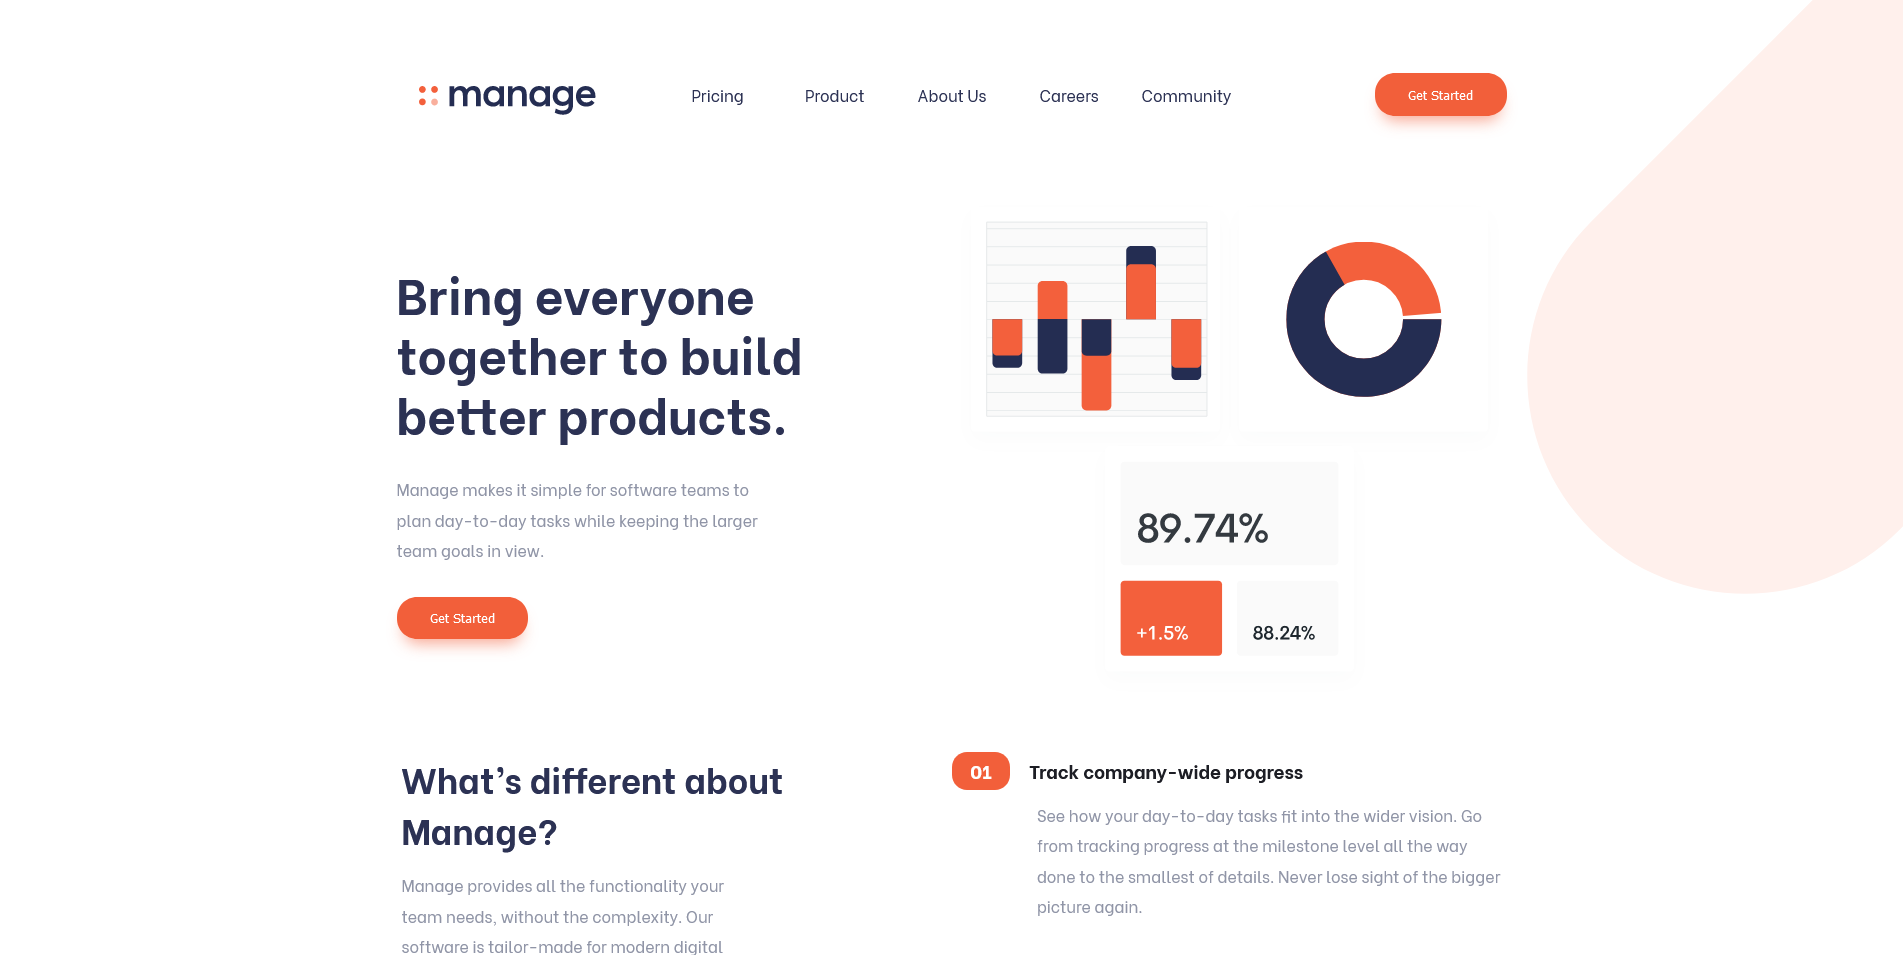 manage
Pricing
Product
About Us
Careers
Community
Get Started
Bring everyone
together to build
better products.
Manage makes it simple for software teams to
plan day-to-day tasks while keeping the larger
team goals in view.
Get Started
89.74%
+1.5%
88.24%
What's different about
Manage?
Manage provides all the functionality your
team needs, without the complexity. Our
software is tailor-made for modern digital
01
Track company-wide progress
See how your day-to-day tasks fit into the wider vision. Go
from tracking progress at the milestone level all the way
done to the smallest of details. Never lose sight of the bigger
picture again.